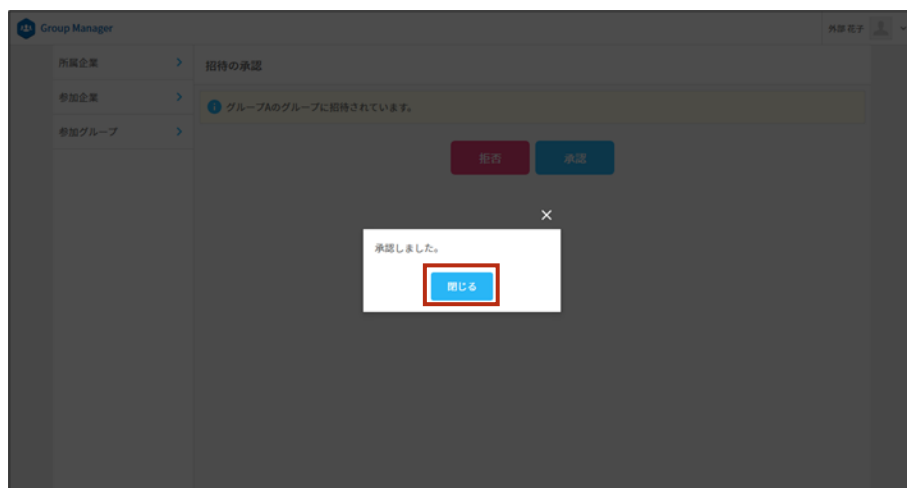 Group Manager
外部 花子
所属企業
招待の承認
参加企業
グループAのグループに招待されています。
参加グループ
拒否
承認
承認しました。
閉じる